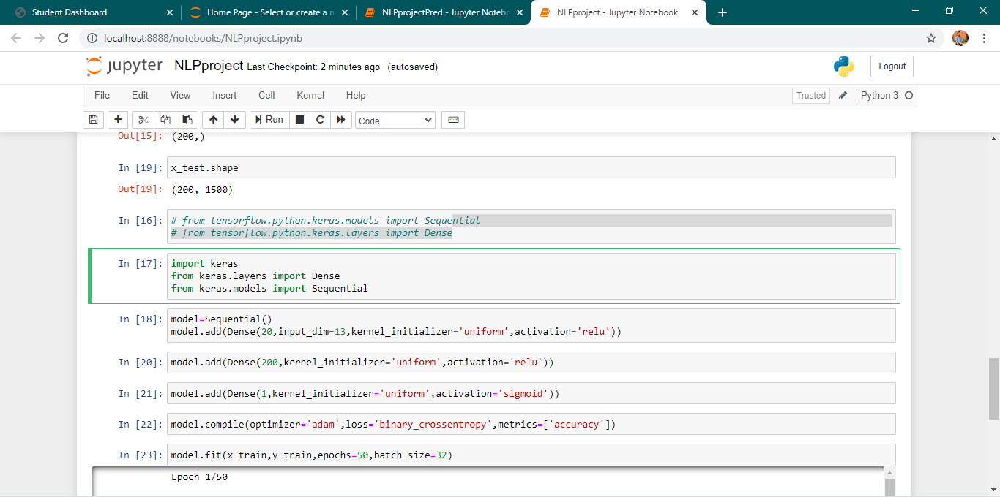 Student Dashboard
Home Page - Select or create a n
NLPprojectPred - Jupyter Notebo
NLPproject - Jupyter Notebook
localhost:8888/notebooks/NLPproject.ipynb
jupyter NLPproject Last Checkpoint: 2 minutes ago (autosaved)
Logout
File Edit View Insert Cell Kernel Help
Trusted
Python 3
Run
Code
Out[15]: (200,)
In [19]: x_test.shape
Out[19]: (200, 1500)
In [16]: # from tensorflow.python.keras.models import Sequential
# from tensorflow.python.keras.layers import Dense
In [17]: import keras
from keras.layers import Dense
from keras.models import Sequential
In [18]: model=Sequential()
model.add(Dense(20,input_dim=13,kernel_initializer='uniform',activation='relu'))
In [20]: model.add(Dense(200,kernel_initializer='uniform',activation='relu'))
In [21]: model.add(Dense(1,kernel_initializer='uniform',activation='sigmoid'))
In [22]: model.compile(optimizer='adam',loss='binary_crossentropy',metrics=['accuracy'])
In [23]: model.fit(x_train,y_train,epochs=50,batch_size=32)
Epoch 1/50